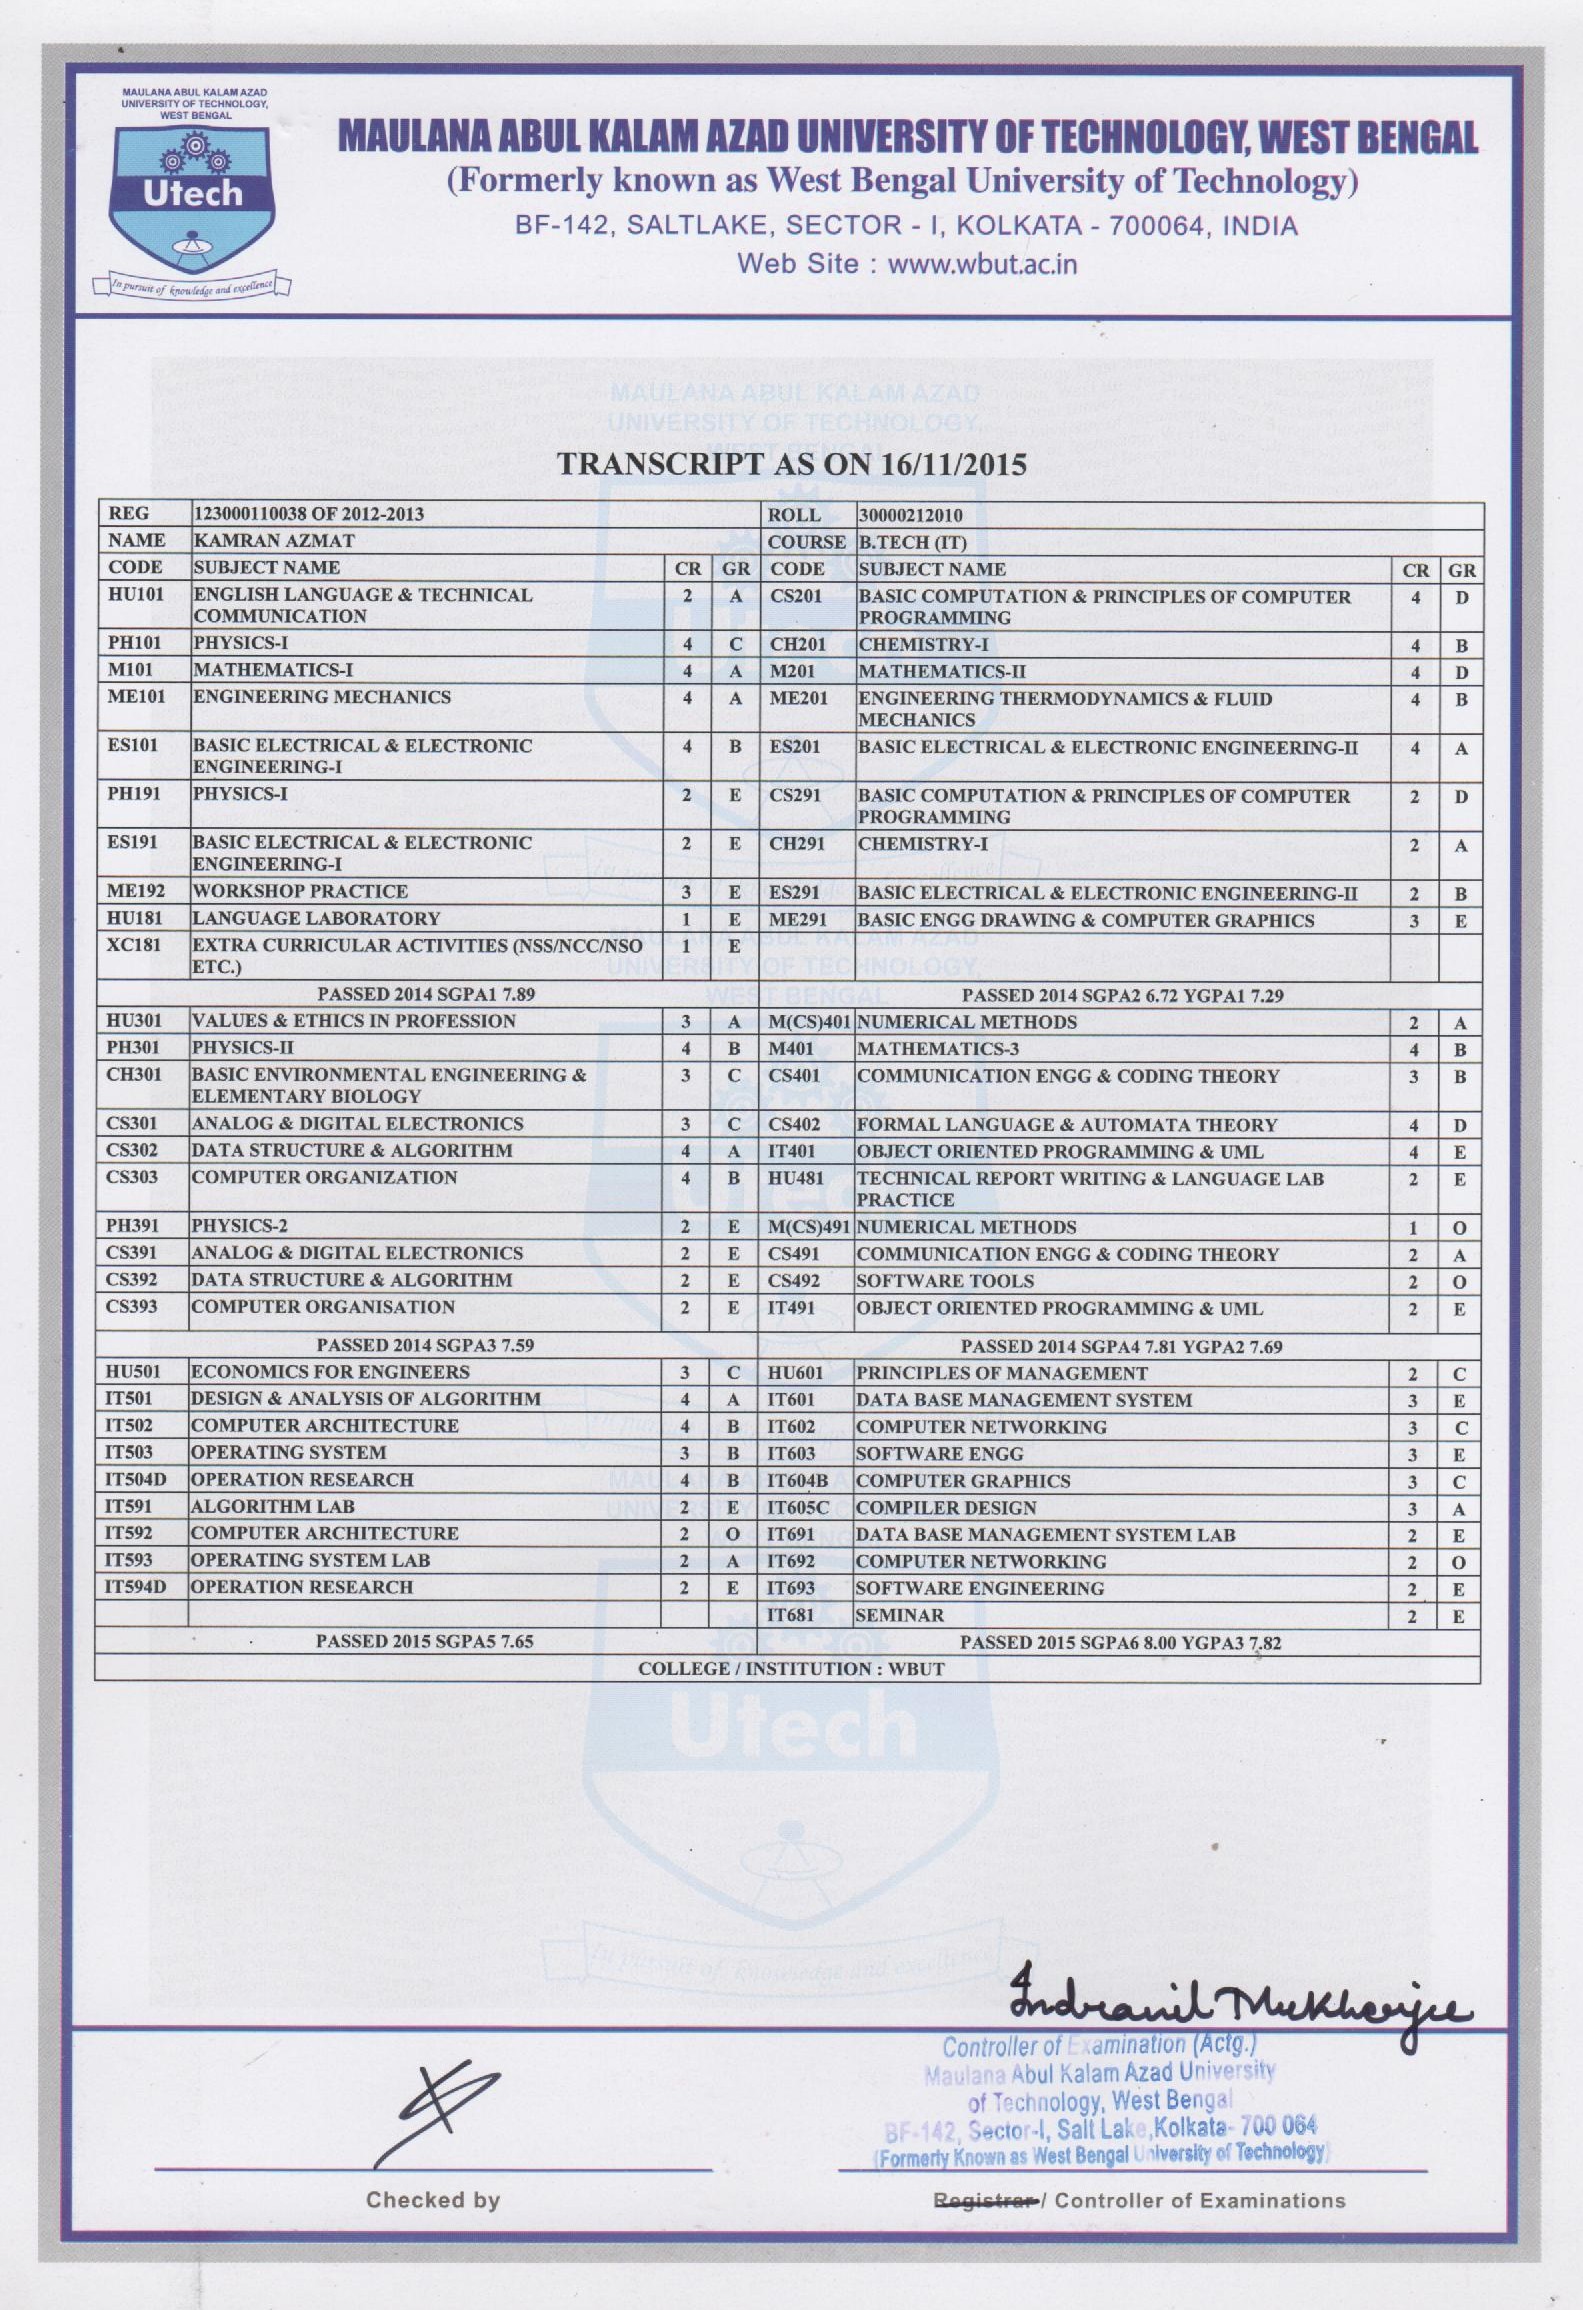 MAULANA ABUL KALAM AZAD
UNIVERSITY OF TECHNOLOGY,
WEST BENGAL
Utech
In pursuit of knowledge and excellence
MAULANA ABUL KALAM AZAD UNIVERSITY OF TECHNOLOGY, WEST BENGAL
(Formerly known as West Bengal University of Technology)
BF-142, SALTLAKE, SECTOR - I, KOLKATA - 700064, INDIA
Web Site : www.wbut.ac.in
TRANSCRIPT AS ON 16/11/2015
REG 123000110038 OF 2012-2013 ROLL 30000212010
NAME KAMRAN AZMAT COURSE B.TECH (IT)
CODE SUBJECT NAME CR GR CODE SUBJECT NAME CR GR
HU101 ENGLISH LANGUAGE & TECHNICAL 2 A CS201 BASIC COMPUTATION & PRINCIPLES OF COMPUTER 4 D
COMMUNICATION PROGRAMMING
PH101 PHYSICS-I 4 C CH201 CHEMISTRY-I 4 B
M101 MATHEMATICS-I 4 A M201 MATHEMATICS-II 4 D
ME101 ENGINEERING MECHANICS 4 A ME201 ENGINEERING THERMODYNAMICS & FLUID 4 B
MECHANICS
ES101 BASIC ELECTRICAL & ELECTRONIC 4 B ES201 BASIC ELECTRICAL & ELECTRONIC ENGINEERING-II 4 A
ENGINEERING-I
PH191 PHYSICS-I 2 E CS291 BASIC COMPUTATION & PRINCIPLES OF COMPUTER 2 D
PROGRAMMING
ES191 BASIC ELECTRICAL & ELECTRONIC 2 E CH291 CHEMISTRY-I 2 A
ENGINEERING-I
ME192 WORKSHOP PRACTICE 3 E ES291 BASIC ELECTRICAL & ELECTRONIC ENGINEERING-II 2 B
HU181 LANGUAGE LABORATORY 1 E ME291 BASIC ENGG DRAWING & COMPUTER GRAPHICS 3 E
XC181 EXTRA CURRICULAR ACTIVITIES (NSS/NCC/NSO 1 E
ETC.)
PASSED 2014 SGPA1 7.89 PASSED 2014 SGPA2 6.72 YGPA1 7.29
HU301 VALUES & ETHICS IN PROFESSION 3 A M(CS)401 NUMERICAL METHODS 2 A
PH301 PHYSICS-II 4 B M401 MATHEMATICS-3 4 B
CH301 BASIC ENVIRONMENTAL ENGINEERING & 3 C CS401 COMMUNICATION ENGG & CODING THEORY 3 B
ELEMENTARY BIOLOGY
CS301 ANALOG & DIGITAL ELECTRONICS 3 C CS402 FORMAL LANGUAGE & AUTOMATA THEORY 4 D
CS302 DATA STRUCTURE & ALGORITHM 4 A IT401 OBJECT ORIENTED PROGRAMMING & UML 4 E
CS303 COMPUTER ORGANIZATION 4 B HU481 TECHNICAL REPORT WRITING & LANGUAGE LAB 2 E
PRACTICE
PH391 PHYSICS-2 2 E M(CS)491 NUMERICAL METHODS 1 O
CS391 ANALOG & DIGITAL ELECTRONICS 2 E CS491 COMMUNICATION ENGG & CODING THEORY 2 A
CS392 DATA STRUCTURE & ALGORITHM 2 E CS492 SOFTWARE TOOLS 2 O
CS393 COMPUTER ORGANISATION 2 E IT491 OBJECT ORIENTED PROGRAMMING & UML 2 E
PASSED 2014 SGPA3 7.59 PASSED 2014 SGPA4 7.81 YGPA2 7.69
HU501 ECONOMICS FOR ENGINEERS 3 C HU601 PRINCIPLES OF MANAGEMENT 2 C
IT501 DESIGN & ANALYSIS OF ALGORITHM 4 A IT601 DATA BASE MANAGEMENT SYSTEM 3 E
IT502 COMPUTER ARCHITECTURE 4 B IT602 COMPUTER NETWORKING 3 C
IT503 OPERATING SYSTEM 3 B IT603 SOFTWARE ENGG 3 E
IT504D OPERATION RESEARCH 4 B IT604B COMPUTER GRAPHICS 3 C
IT591 ALGORITHM LAB 2 E IT605C COMPILER DESIGN 3 A
IT592 COMPUTER ARCHITECTURE 2 O IT691 DATA BASE MANAGEMENT SYSTEM LAB 2 E
IT593 OPERATING SYSTEM LAB 2 A IT692 COMPUTER NETWORKING 2 O
IT594D OPERATION RESEARCH 2 E IT693 SOFTWARE ENGINEERING 2 E
IT681 SEMINAR 2 E
PASSED 2015 SGPA5 7.65 PASSED 2015 SGPA6 8.00 YGPA3 7.82
COLLEGE / INSTITUTION : WBUT
Indranil Mukherjee
Controller of Examination (Actg.)
Maulana Abul Kalam Azad University
of Technology, West Bengal
BF-142, Sector-I, Salt Lake, Kolkata- 700 064
(Formerly Known as West Bengal University of Technology)
Checked by
Registrar / Controller of Examinations